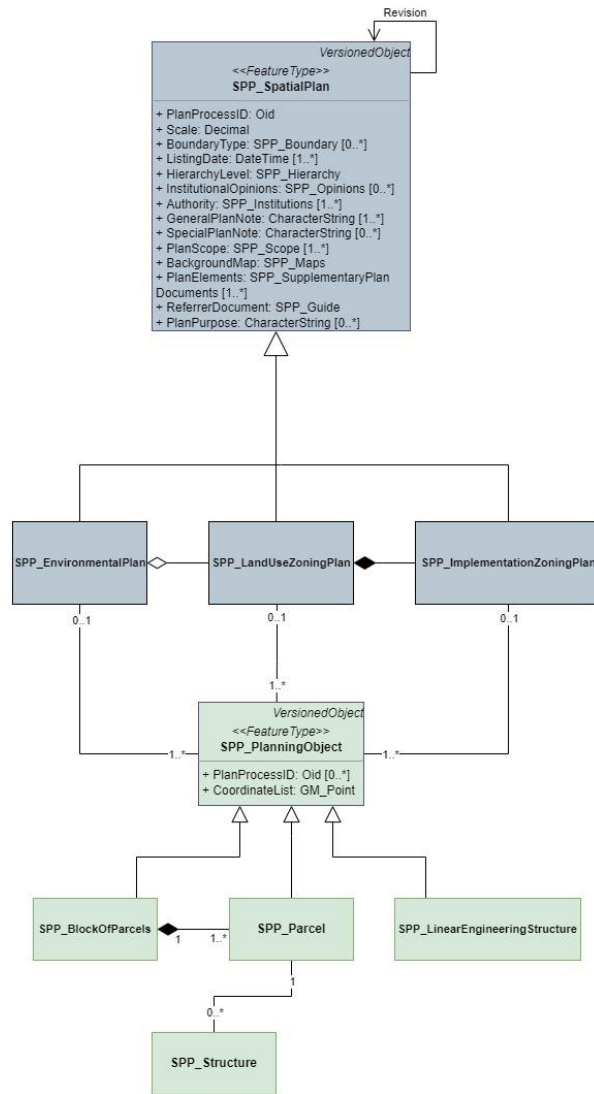 Revision
VersionedObject
<<FeatureType>>
SPP_SpatialPlan
+ PlanProcessID: Oid
+ Scale: Decimal
+ BoundaryType: SPP_Boundary [0..*]
+ ListingDate: DateTime [1..*]
+ HierarchyLevel: SPP_Hierarchy
+ InstitutionalOpinions: SPP_Opinions [0..*]
+ Authority: SPP_Institutions [1..*]
+ GeneralPlanNote: CharacterString [1..*]
+ SpecialPlanNote: CharacterString [0..*]
+ PlanScope: SPP_Scope [1..*]
+ BackgroundMap: SPP_Maps
+ PlanElements: SPP_SupplementaryPlan
Documents [1..*]
+ ReferrerDocument: SPP_Guide
+ PlanPurpose: CharacterString [0..*]
SPP_EnvironmentalPlan
SPP_LandUseZoningPlan
SPP_ImplementationZoningPlan
0..1
0..1
0..1
1..*
VersionedObject
<<FeatureType>>
SPP_PlanningObject
1..*
1..*
+ PlanProcessID: Oid [0..*]
+ CoordinateList: GM_Point
SPP_BlockOfParcels
1
1..*
SPP_Parcel
SPP_LinearEngineeringStructure
1
0..*
SPP_Structure